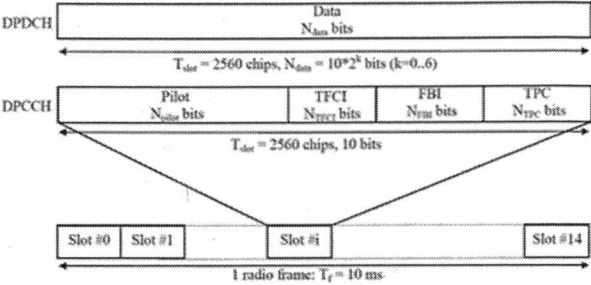 DPDCH
Data
N_data bits
T_slot = 2560 chips, N_data = 10*2^k bits (k=0..6)
DPCCH
Pilot
N_pilot bits
TFCI
N_TFCI bits
FBI
N_FBI bits
TPC
N_TPC bits
T_slot = 2560 chips, 10 bits
Slot #0
Slot #1
Slot #i
Slot #14
1 radio frame: T_f = 10 ms